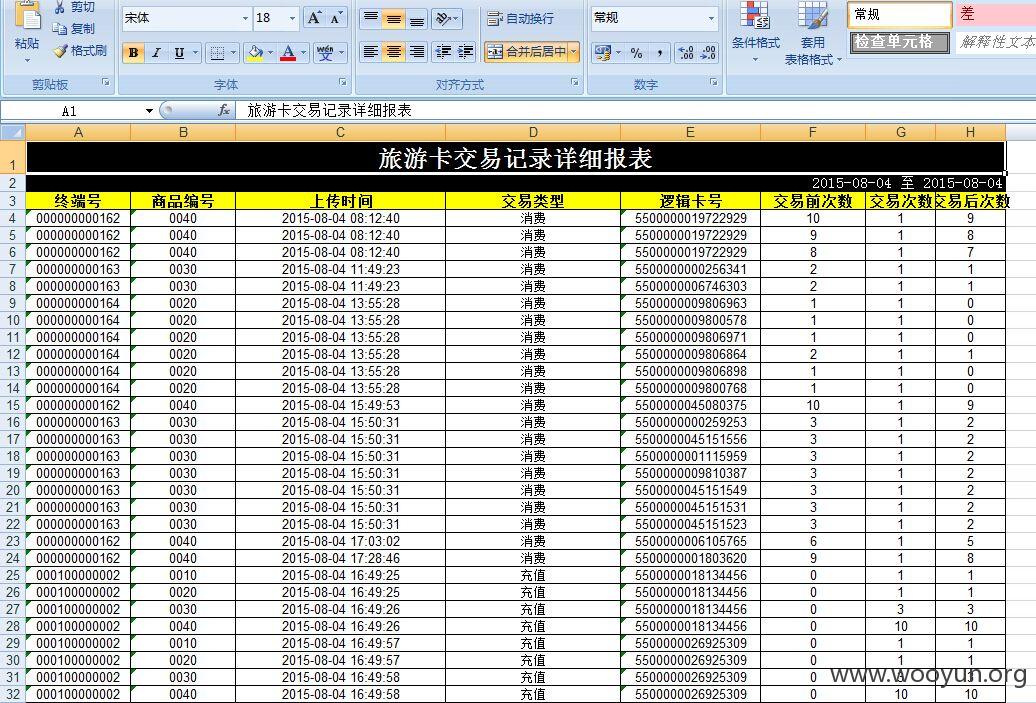 剪切
宋体 18 A A 自动换行 常规 常规 差
粘贴 复制 条件格式 套用 检查单元格 解释性文本
格式刷 B I U A wén 文 合并后居中 % , 表格格式
剪贴板 字体 对齐方式 数字
A1 fx 旅游卡交易记录详细报表
A B C D E F G H
1 旅游卡交易记录详细报表
2 2015-08-04 至 2015-08-04
3 终端号 商品编号 上传时间 交易类型 逻辑卡号 交易前次数 交易次数 交易后次数
4 000000000162 0040 2015-08-04 08:12:40 消费 5500000019722929 10 1 9
5 000000000162 0040 2015-08-04 08:12:40 消费 5500000019722929 9 1 8
6 000000000162 0040 2015-08-04 08:12:40 消费 5500000019722929 8 1 7
7 000000000163 0030 2015-08-04 11:49:23 消费 5500000000256341 2 1 1
8 000000000163 0030 2015-08-04 11:49:23 消费 5500000006746303 2 1 1
9 000000000164 0020 2015-08-04 13:55:28 消费 5500000009806963 1 1 0
10 000000000164 0020 2015-08-04 13:55:28 消费 5500000009800578 1 1 0
11 000000000164 0020 2015-08-04 13:55:28 消费 5500000009806971 1 1 0
12 000000000164 0020 2015-08-04 13:55:28 消费 5500000009806864 2 1 1
13 000000000164 0020 2015-08-04 13:55:28 消费 5500000009806898 1 1 0
14 000000000164 0020 2015-08-04 13:55:28 消费 5500000009800768 1 1 0
15 000000000162 0040 2015-08-04 15:49:53 消费 5500000045080375 10 1 9
16 000000000163 0030 2015-08-04 15:50:31 消费 5500000000259253 3 1 2
17 000000000163 0030 2015-08-04 15:50:31 消费 5500000045151556 3 1 2
18 000000000163 0030 2015-08-04 15:50:31 消费 5500000001115959 3 1 2
19 000000000163 0030 2015-08-04 15:50:31 消费 5500000009810387 3 1 2
20 000000000163 0030 2015-08-04 15:50:31 消费 5500000045151549 3 1 2
21 000000000163 0030 2015-08-04 15:50:31 消费 5500000045151531 3 1 2
22 000000000163 0030 2015-08-04 15:50:31 消费 5500000045151523 3 1 2
23 000000000162 0040 2015-08-04 17:03:02 消费 5500000006105765 6 1 5
24 000000000162 0040 2015-08-04 17:28:46 消费 5500000001803620 9 1 8
25 000100000002 0010 2015-08-04 16:49:25 充值 5500000018134456 0 1 1
26 000100000002 0020 2015-08-04 16:49:25 充值 5500000018134456 0 1 1
27 000100000002 0030 2015-08-04 16:49:26 充值 5500000018134456 0 3 3
28 000100000002 0040 2015-08-04 16:49:26 充值 5500000018134456 0 10 10
29 000100000002 0010 2015-08-04 16:49:57 充值 5500000026925309 0 1 1
30 000100000002 0020 2015-08-04 16:49:57 充值 5500000026925309 0 1 1
31 000100000002 0030 2015-08-04 16:49:58 充值 5500000026925309 0
www.wooyun.org
32 000100000002 0040 2015-08-04 16:49:58 充值 5500000026925309 0 10 10